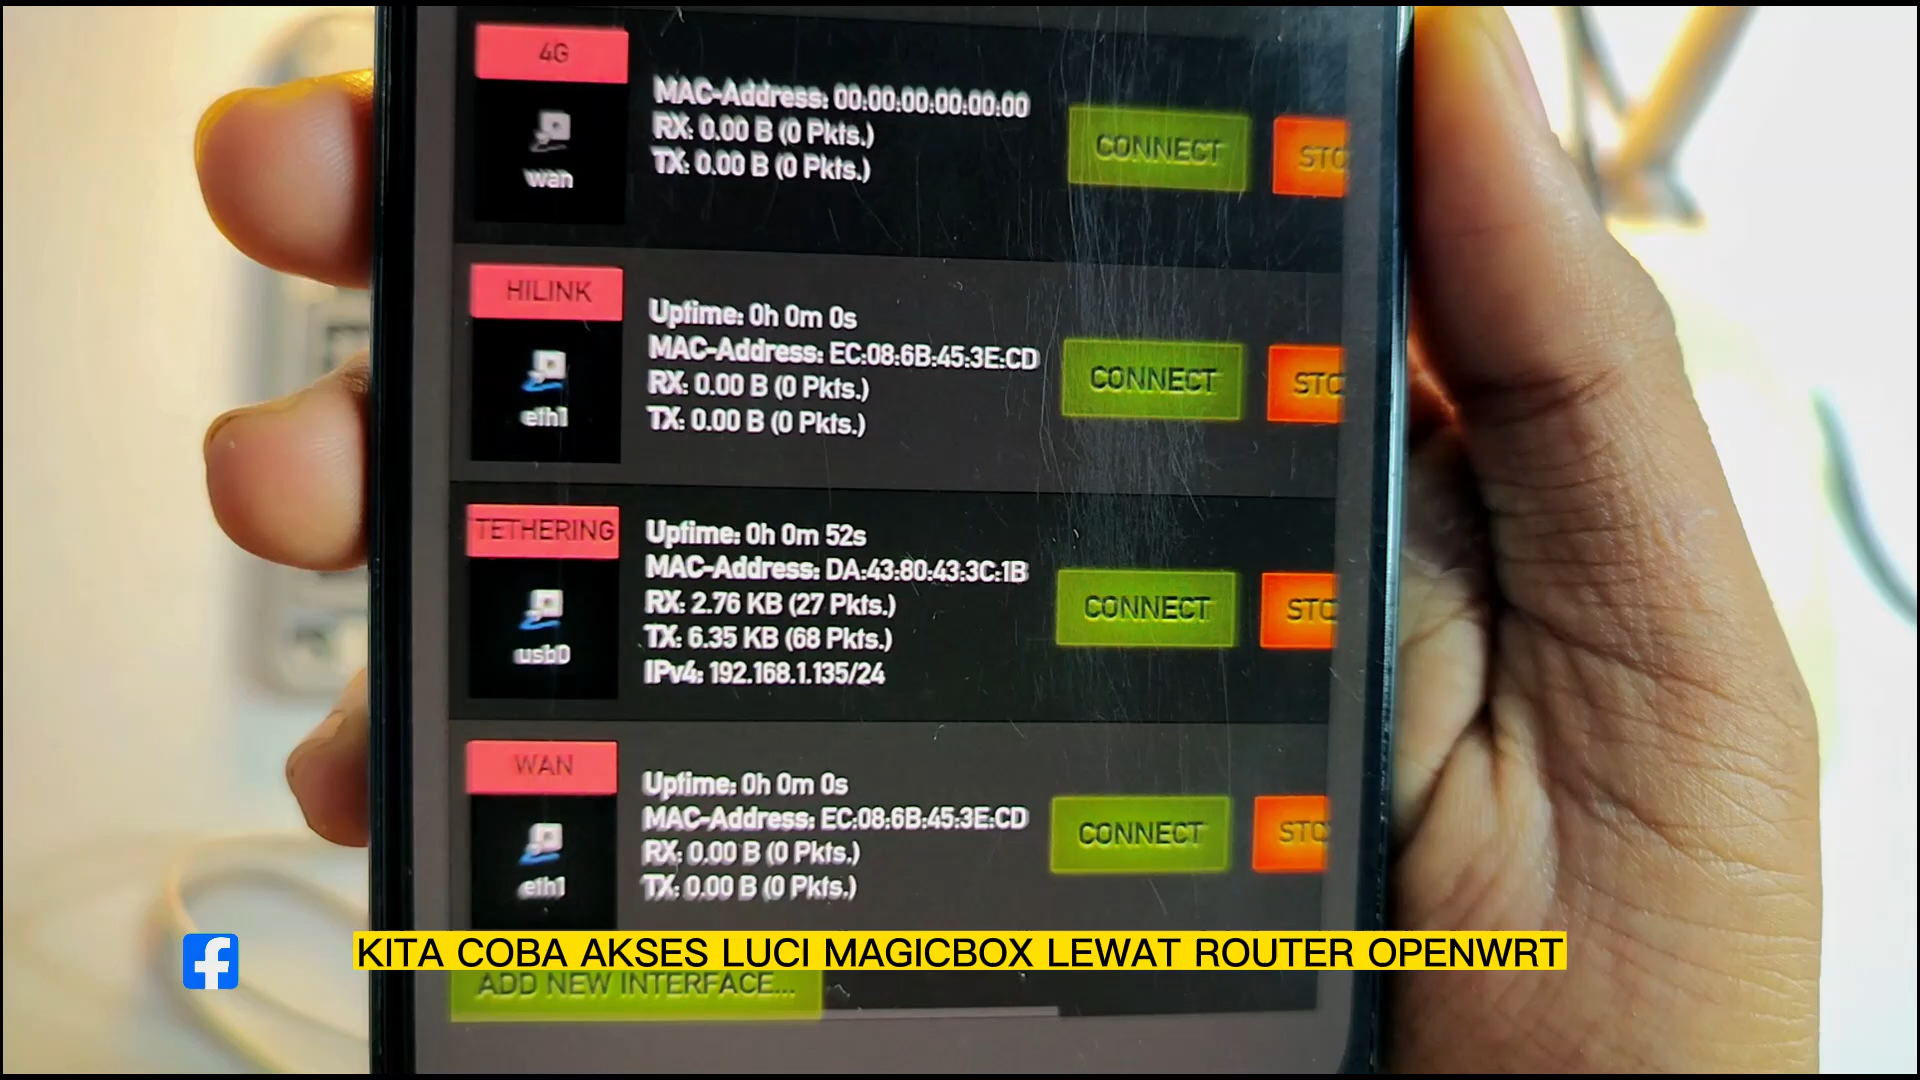 4G
wan
MAC-Address: 00:00:00:00:00:00
RX: 0.00 B (0 Pkts.)
TX: 0.00 B (0 Pkts.)
CONNECT
STO
HILINK
eth1
Uptime: 0h 0m 0s
MAC-Address: EC:08:6B:45:3E:CD
RX: 0.00 B (0 Pkts.)
TX: 0.00 B (0 Pkts.)
CONNECT
STO
TETHERING
usb0
Uptime: 0h 0m 52s
MAC-Address: DA:43:80:43:3C:1B
RX: 2.76 KB (27 Pkts.)
TX: 6.35 KB (68 Pkts.)
IPv4: 192.168.1.135/24
CONNECT
STO
WAN
eth1
Uptime: 0h 0m 0s
MAC-Address: EC:08:6B:45:3E:CD
RX: 0.00 B (0 Pkts.)
TX: 0.00 B (0 Pkts.)
CONNECT
STO
KITA COBA AKSES LUCI MAGICBOX LEWAT ROUTER OPENWRT
ADD NEW INTERFACE...